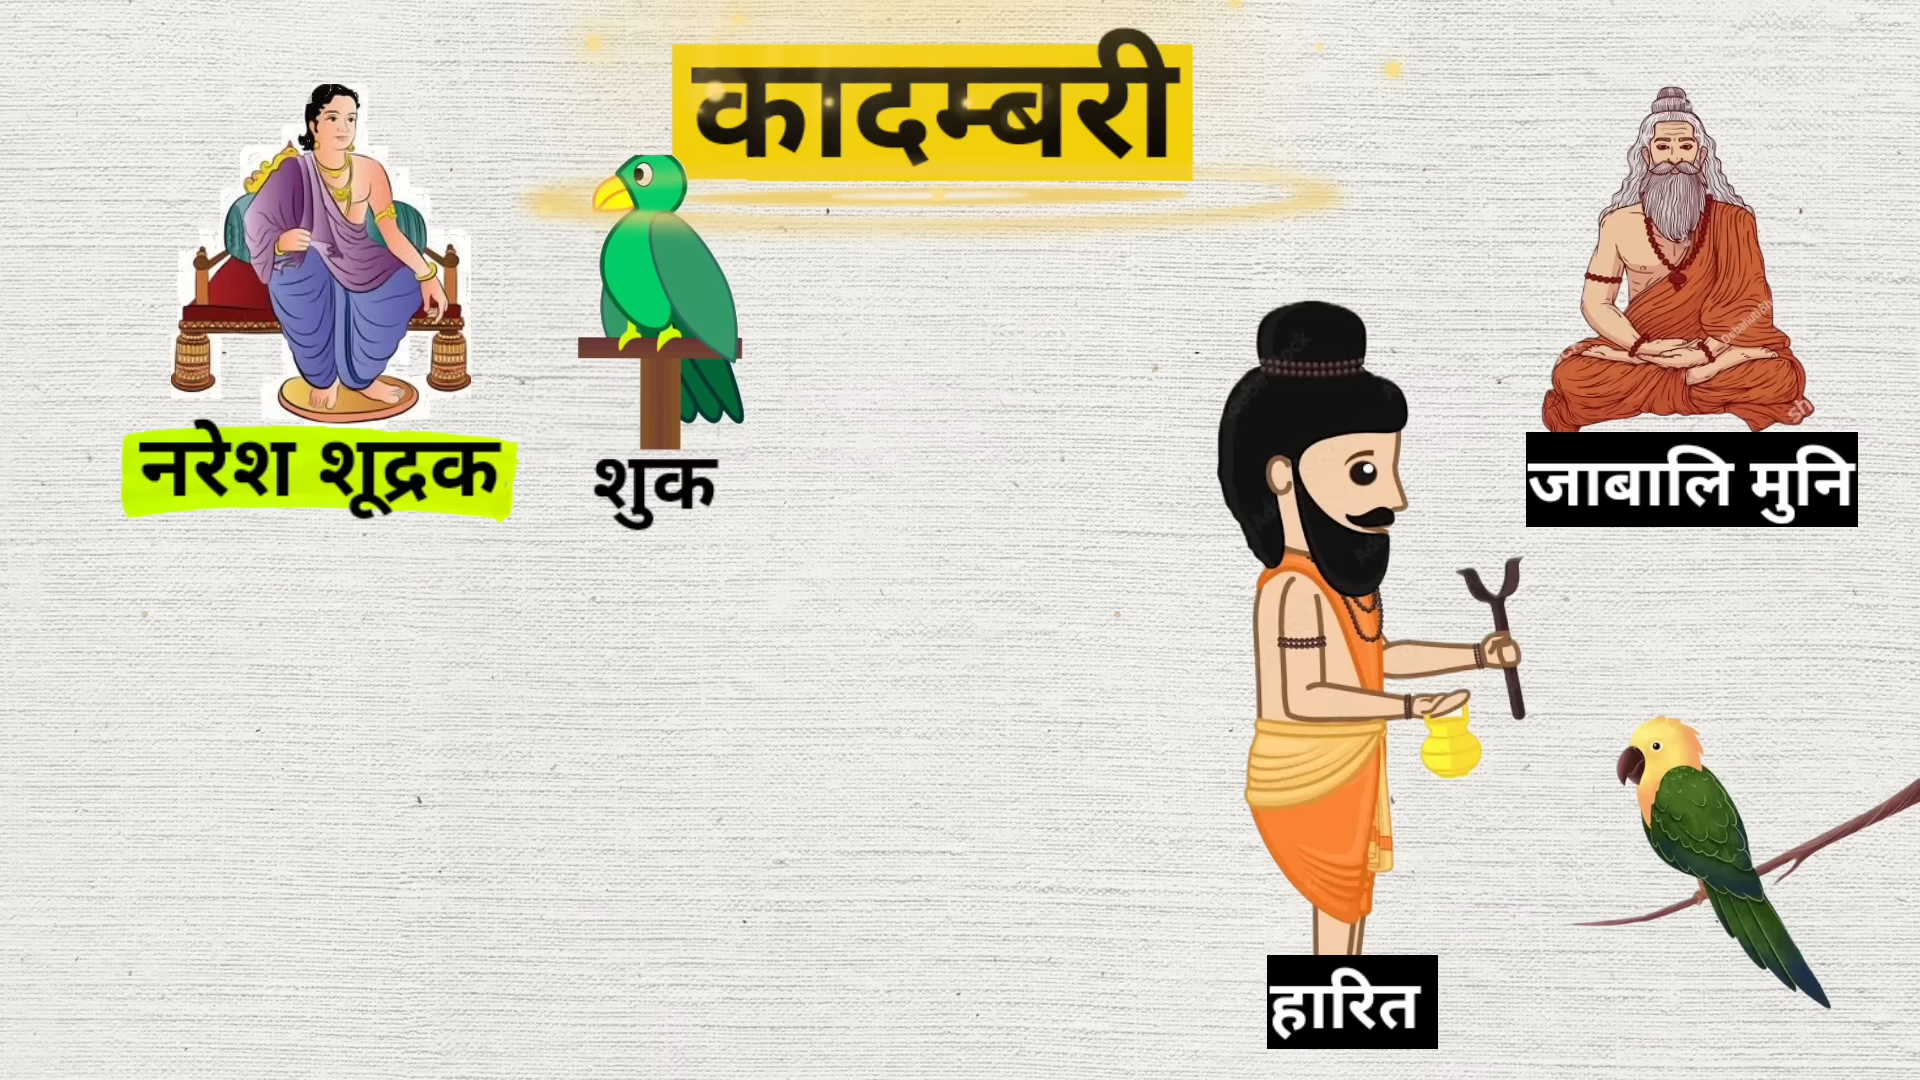 कादम्बरी
नरेश शूद्रक
शुक
जाबालि मुनि
हारित